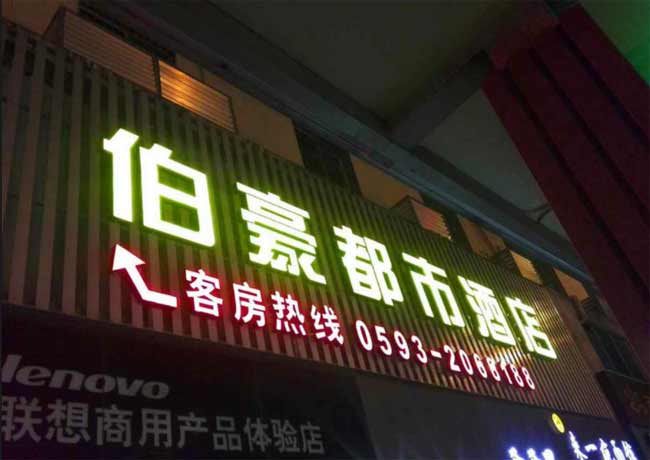 伯豪都市酒店
客房热线 0593-2068188
lenovo
联想商用产品体验店